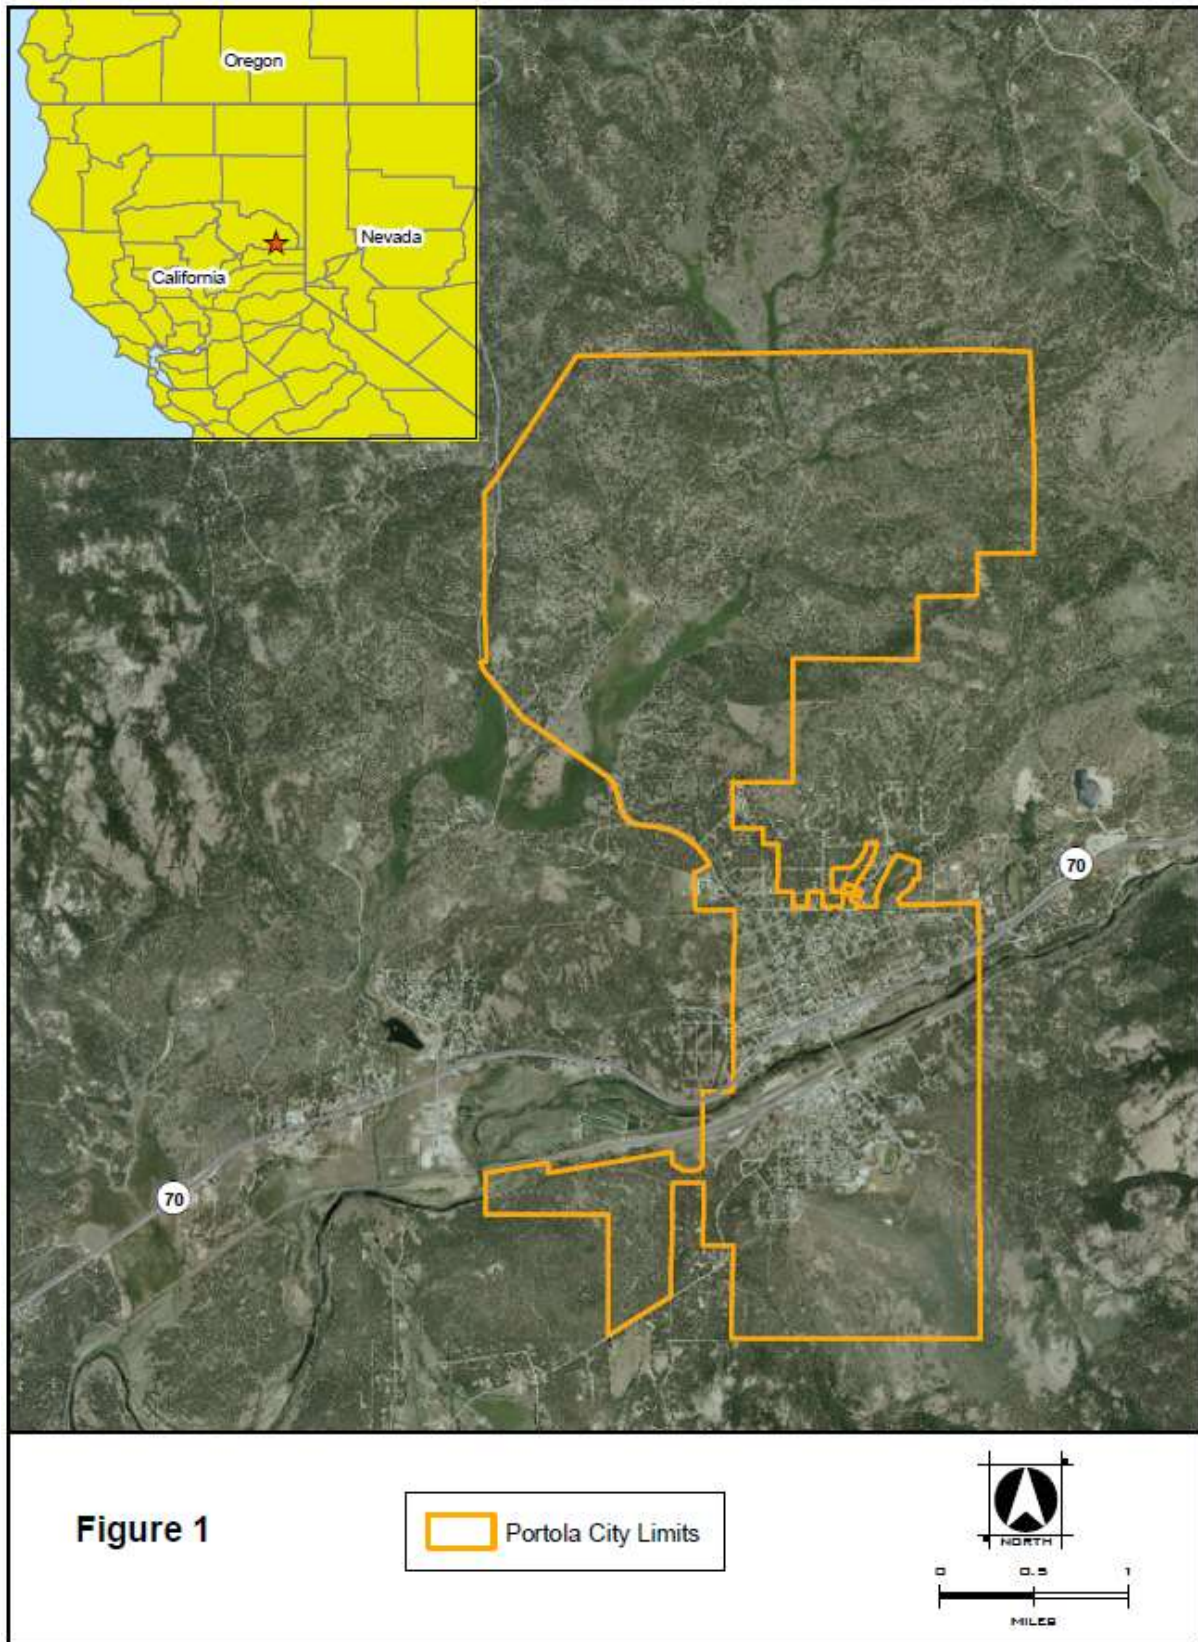 Oregon
Nevada
California
70
70
Figure 1
Portola City Limits
NORTH
0 0.5 1
MILES